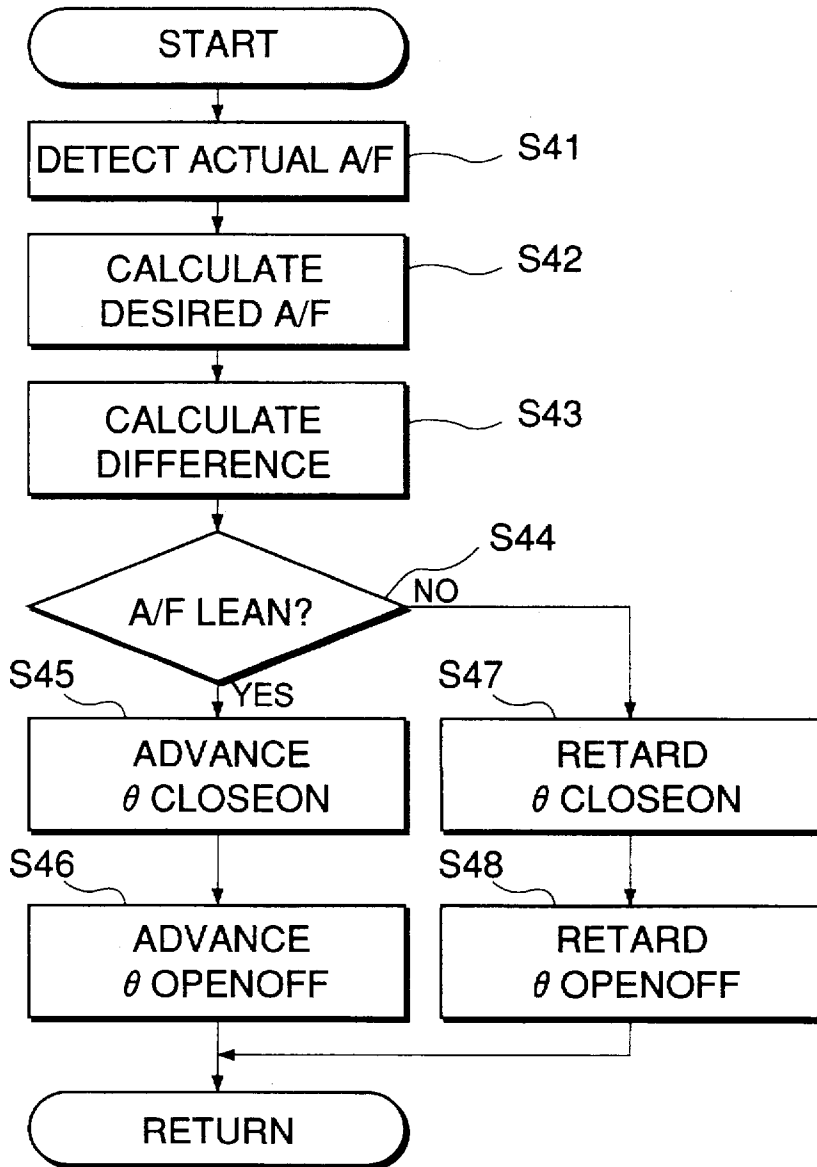 START
DETECT ACTUAL A/F
S41
CALCULATE
DESIRED A/F
S42
CALCULATE
DIFFERENCE
S43
A/F LEAN?
S44
NO
YES
S45
ADVANCE
θ CLOSEON
S47
RETARD
θ CLOSEON
S46
ADVANCE
θ OPENOFF
S48
RETARD
θ OPENOFF
RETURN